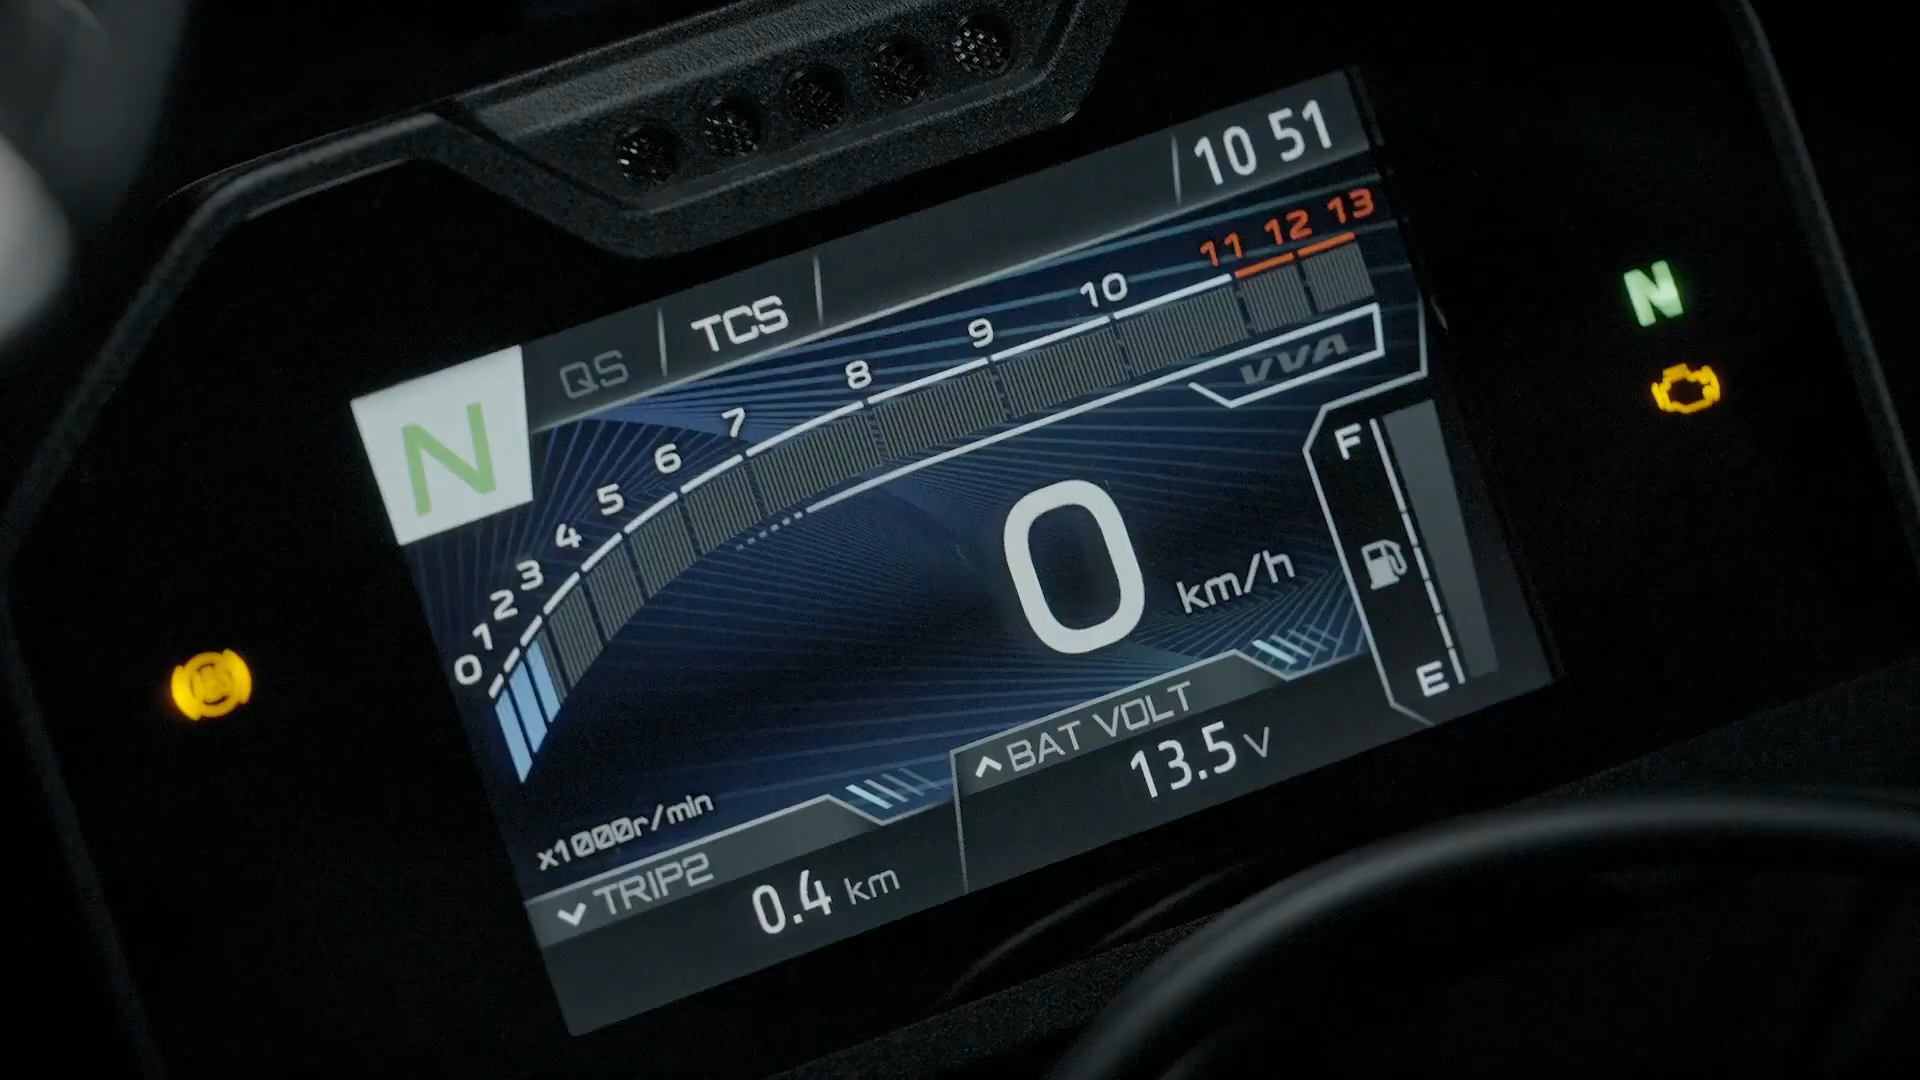 10 51
QS
TCS
N
0 1 2 3 4 5 6 7 8 9 10 11 12 13
VVA
N
F
0 km/h
E
x1000r/min
BAT VOLT
13.5 V
TRIP2
0.4 km